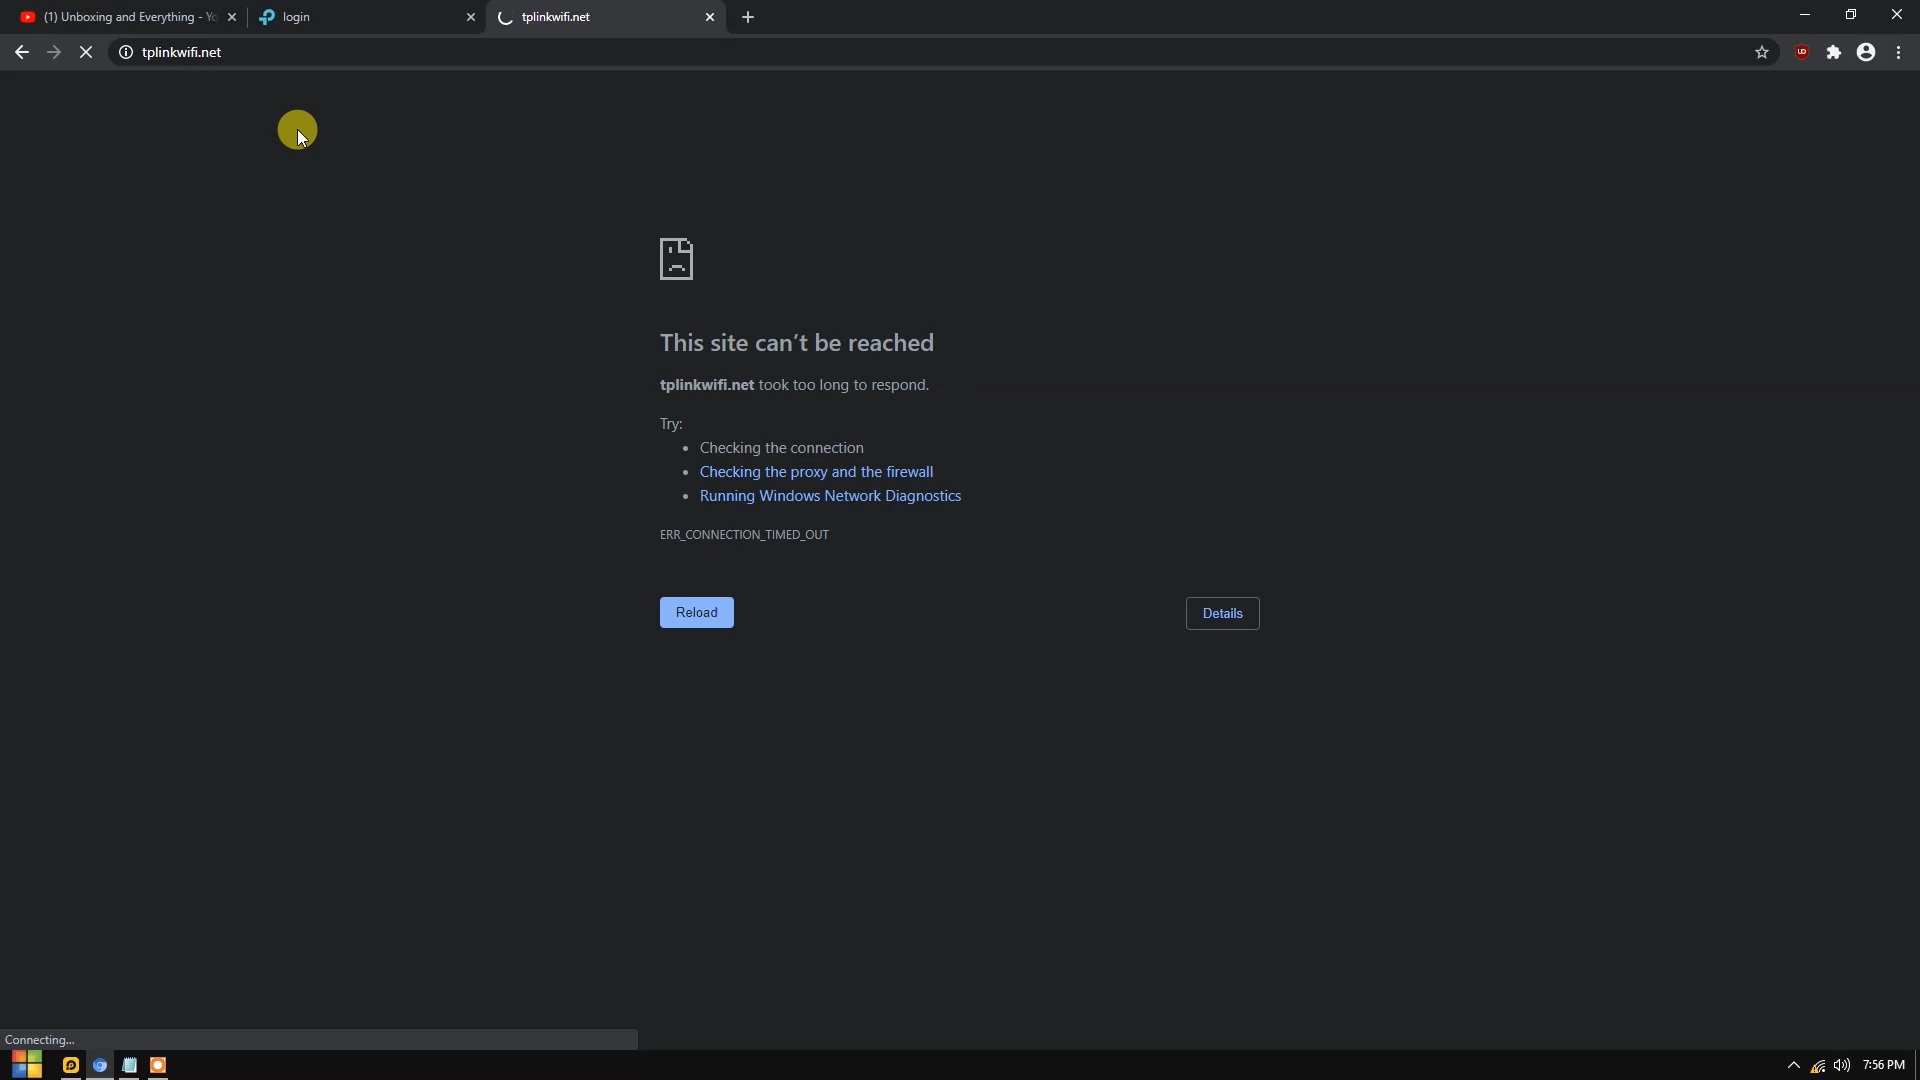 (1) Unboxing and Everything - Yo
login
tplinkwifi.net
tplinkwifi.net
This site can't be reached
tplinkwifi.net took too long to respond.
Try:
Checking the connection
Checking the proxy and the firewall
Running Windows Network Diagnostics
ERR_CONNECTION_TIMED_OUT
Reload
Details
Connecting...
7:56 PM